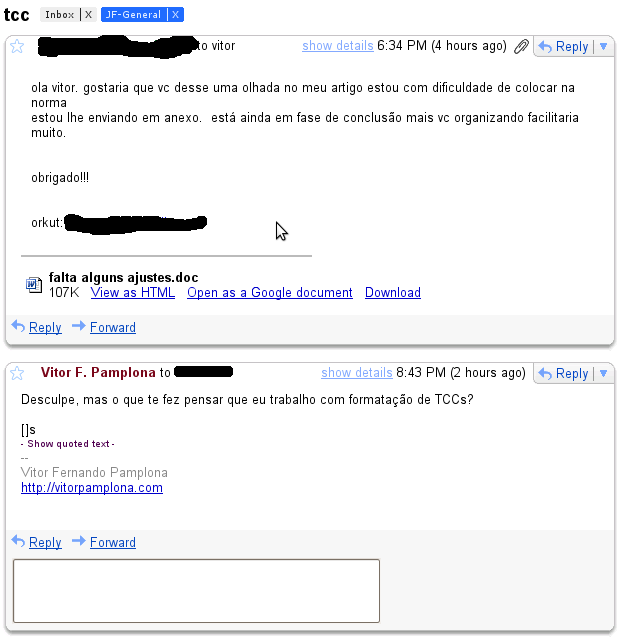 tcc Inbox X JF-General X
to vitor show details 6:34 PM (4 hours ago) Reply
ola vitor. gostaria que vc desse uma olhada no meu artigo estou com dificuldade de colocar na
norma
estou lhe enviando em anexo. está ainda em fase de conclusão mais vc organizando facilitaria
muito.
obrigado!!!
orkut:
falta alguns ajustes.doc
107K View as HTML Open as a Google document Download
Reply Forward
Vitor F. Pamplona to show details 8:43 PM (2 hours ago) Reply
Desculpe, mas o que te fez pensar que eu trabalho com formatação de TCCs?
[]s
- Show quoted text -
--
Vitor Fernando Pamplona
http://vitorpamplona.com
Reply Forward